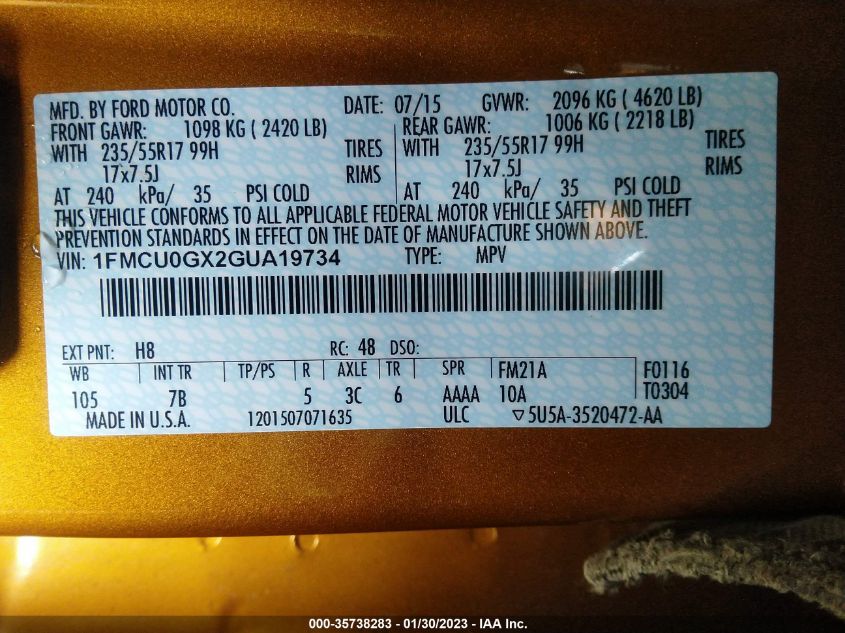 MFD. BY FORD MOTOR CO. DATE: 07/15 GVWR: 2096 KG ( 4620 LB)
FRONT GAWR: 1098 KG ( 2420 LB) REAR GAWR: 1006 KG ( 2218 LB)
WITH 235/55R17 99H TIRES WITH 235/55R17 99H TIRES
17x7.5J RIMS 17x7.5J RIMS
AT 240 kPa/ 35 PSI COLD AT 240 kPa/ 35 PSI COLD
THIS VEHICLE CONFORMS TO ALL APPLICABLE FEDERAL MOTOR VEHICLE SAFETY AND THEFT
PREVENTION STANDARDS IN EFFECT ON THE DATE OF MANUFACTURE SHOWN ABOVE.
VIN: 1FMCU0GX2GUA19734 TYPE: MPV
EXT PNT: H8 RC: 48 DSO:
WB INT TR TP/PS R AXLE TR SPR FM21A F0116
105 7B 5 3C 6 AAAA 10A T0304
MADE IN U.S.A. 1201507071635 ULC ▽5U5A-3520472-AA
000-35738283 - 01/30/2023 - IAA Inc.